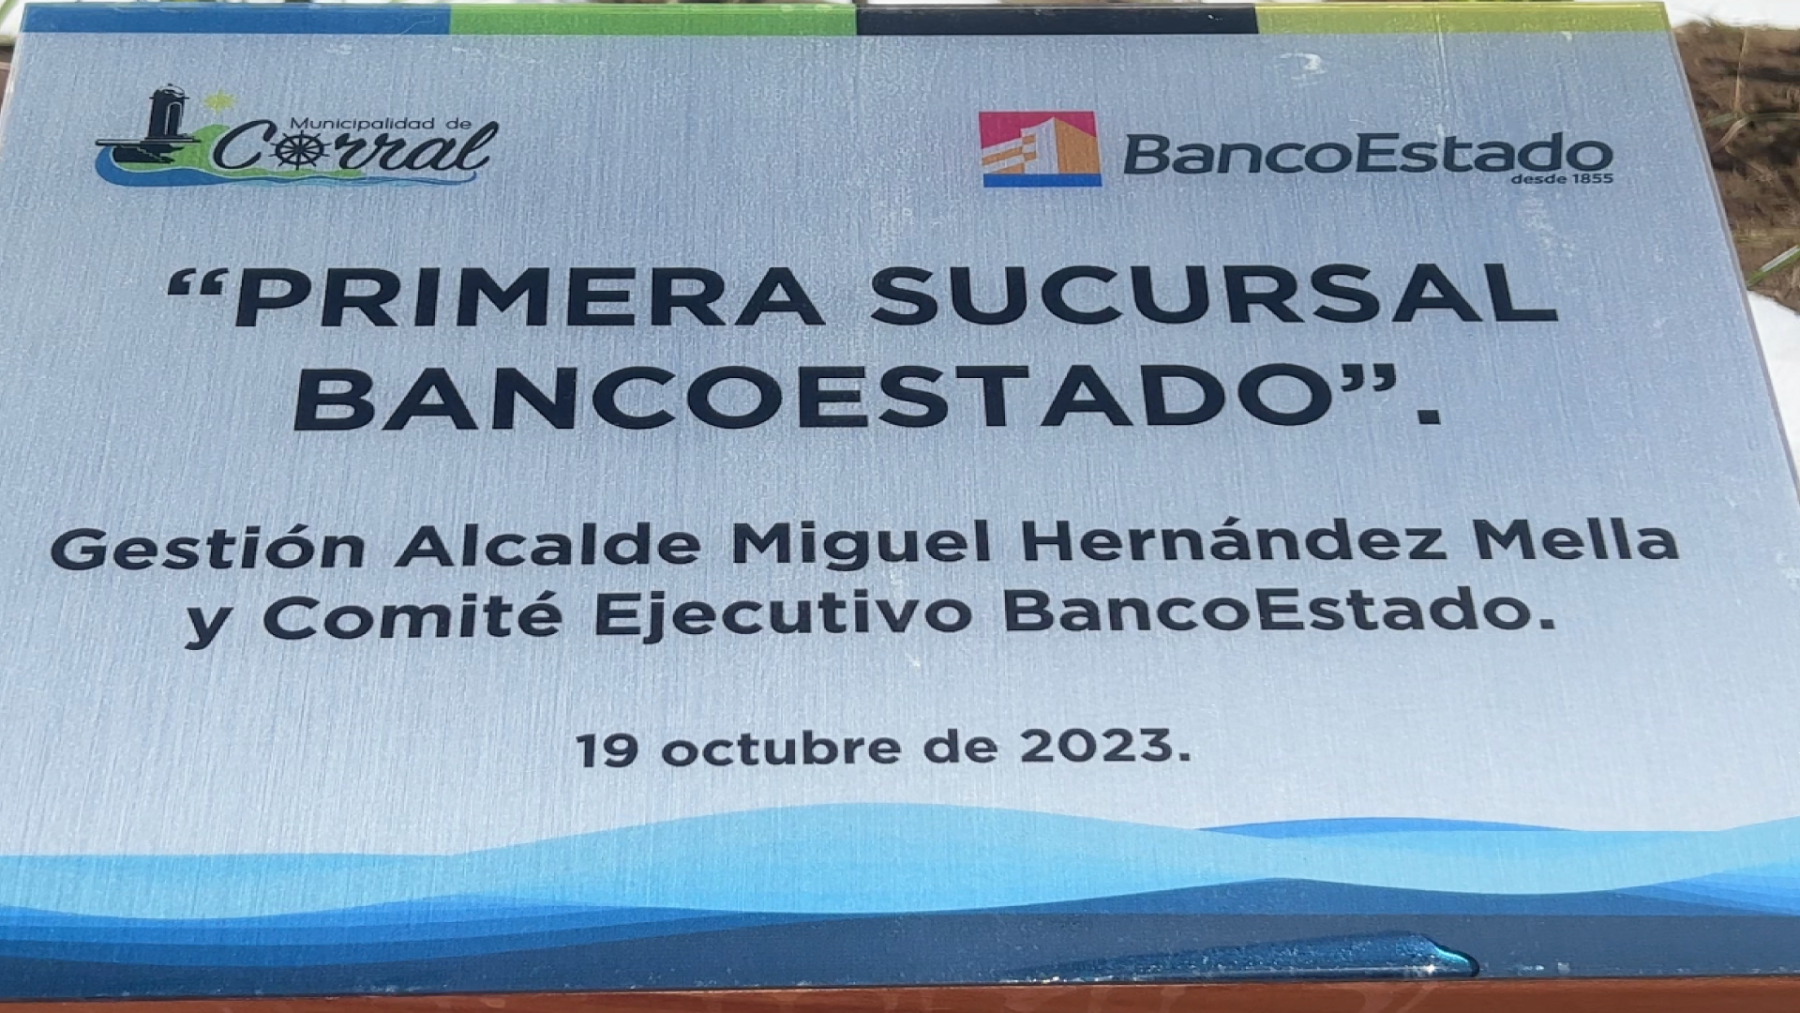 Municipalidad de
Corral
BancoEstado
desde 1855
“PRIMERA SUCURSAL
BANCOESTADO”.
Gestión Alcalde Miguel Hernández Mella
y Comité Ejecutivo BancoEstado.
19 octubre de 2023.